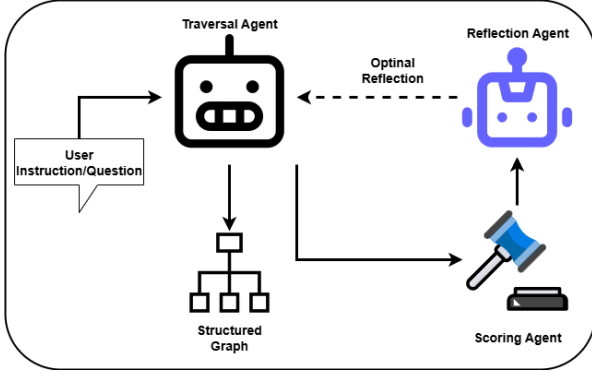 Traversal Agent
Reflection Agent
Optinal
Reflection
User
Instruction/Question
Structured
Graph
Scoring Agent